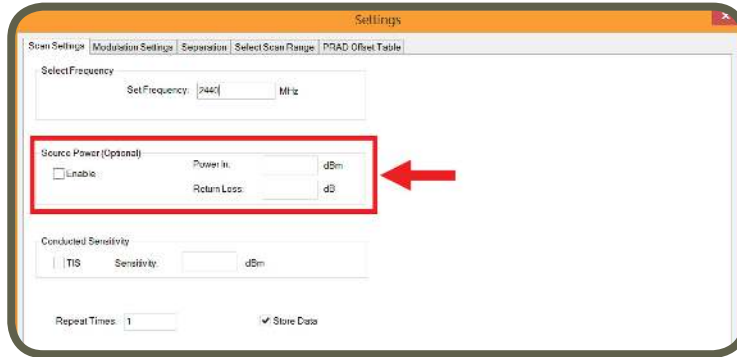 Settings
Scan Settings Modulation Settings Separation Select Scan Range PRAD Offset Table
Select Frequency
Set Frequency: 2440 MHz
Source Power (Optional)
Enable Power In: dBm
Return Loss: dB
Conducted Sensitivity
TIS Sensitivity: dBm
Repeat Times: 1 Store Data